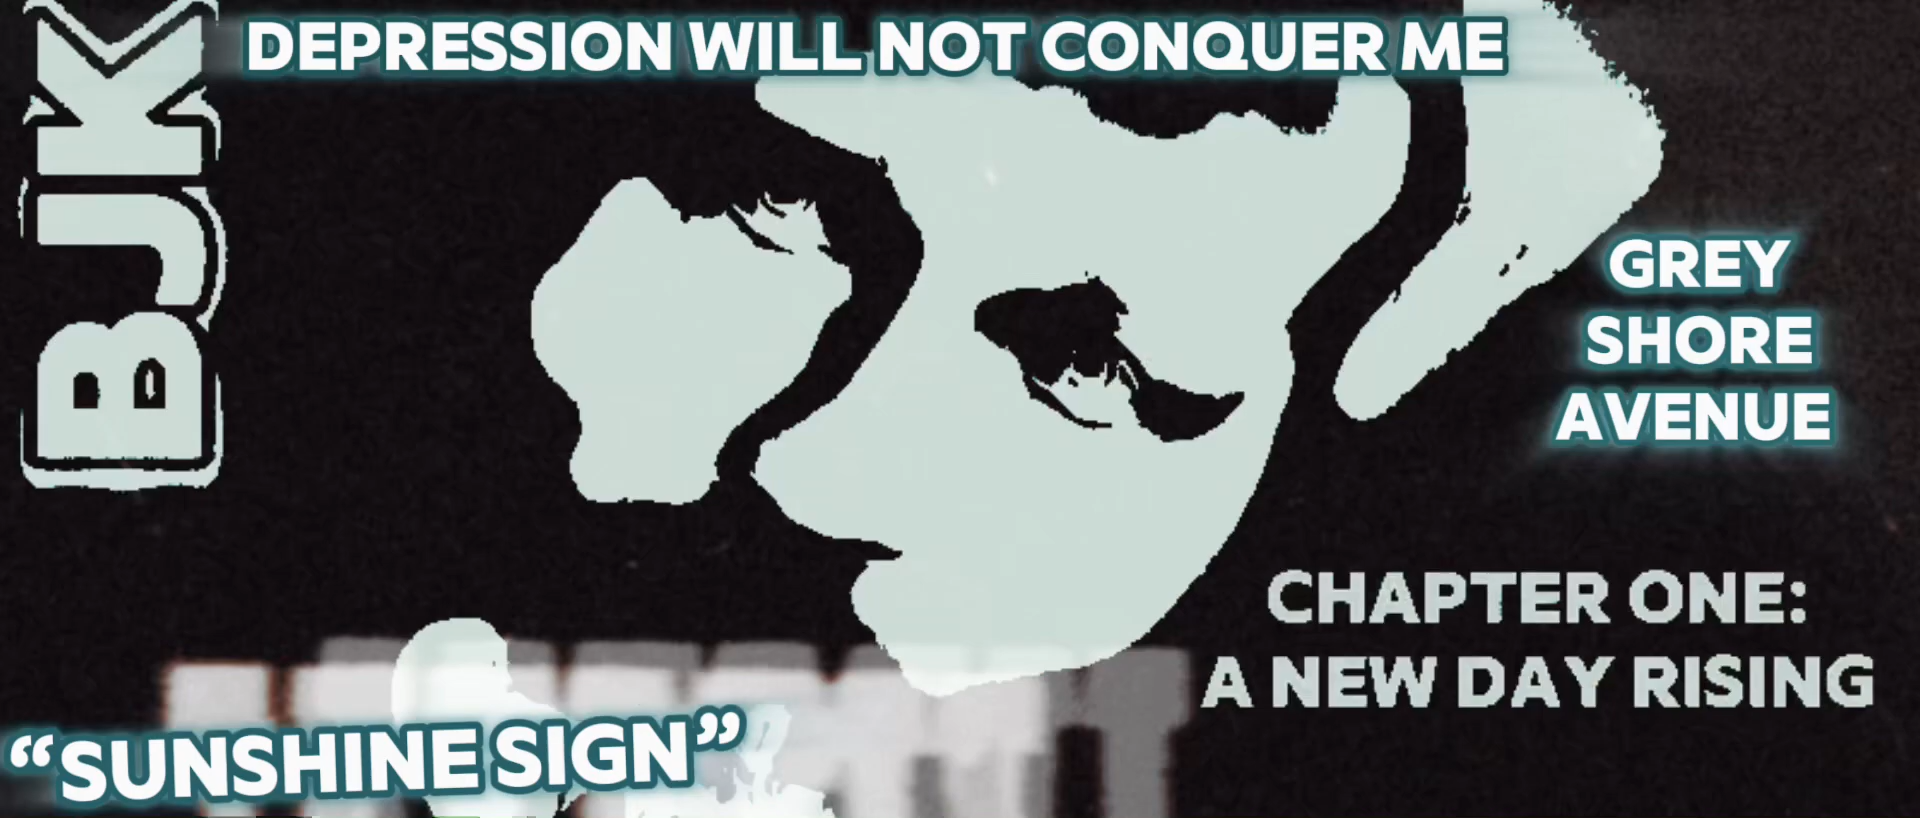 BJK
DEPRESSION WILL NOT CONQUER ME
GREY
SHORE
AVENUE
CHAPTER ONE:
A NEW DAY RISING
“SUNSHINE SIGN”